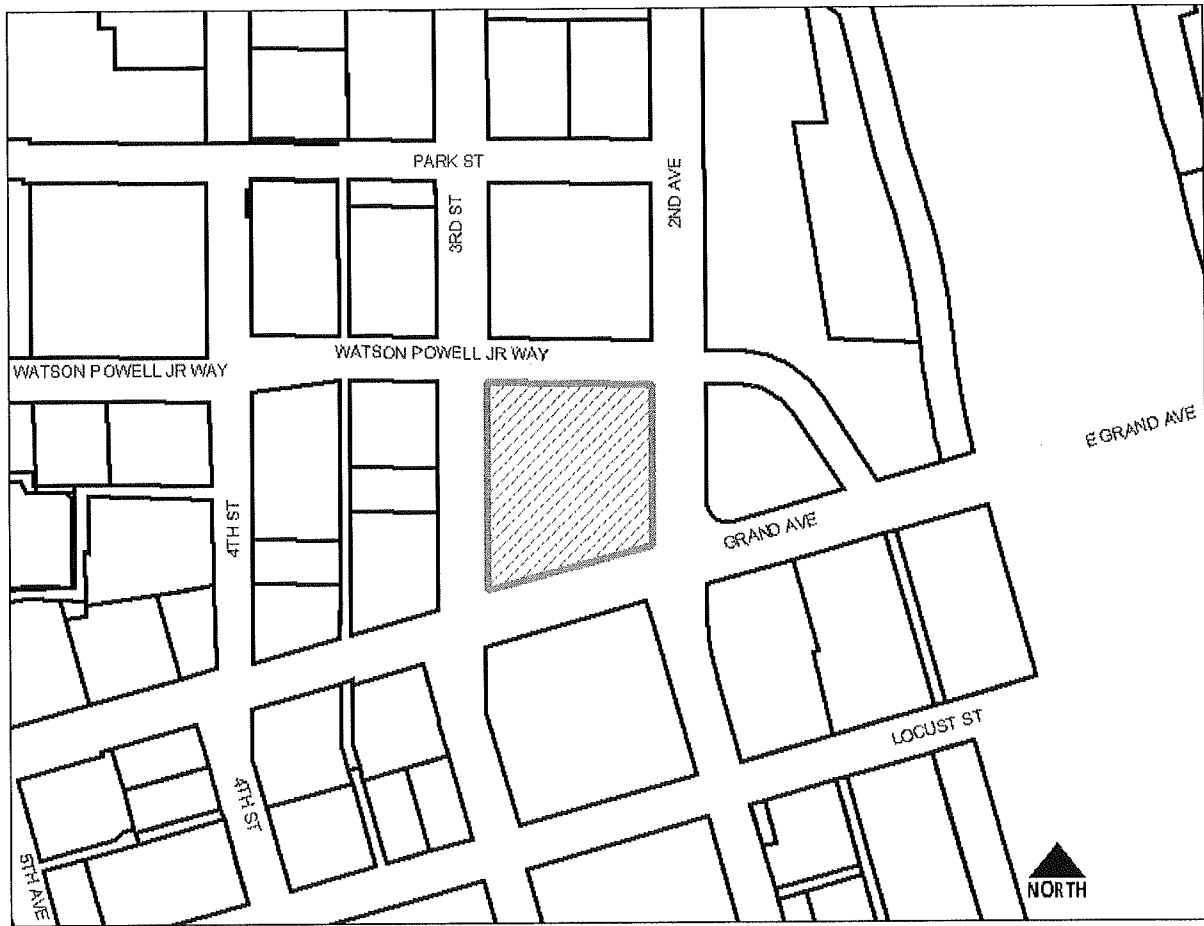 PARK ST
2ND AVE
3RD ST
WATSON POWELL JR WAY
WATSON POWELL JR WAY
E GRAND AVE
4TH ST
GRAND AVE
LOCUST ST
4TH ST
5TH AVE
NORTH